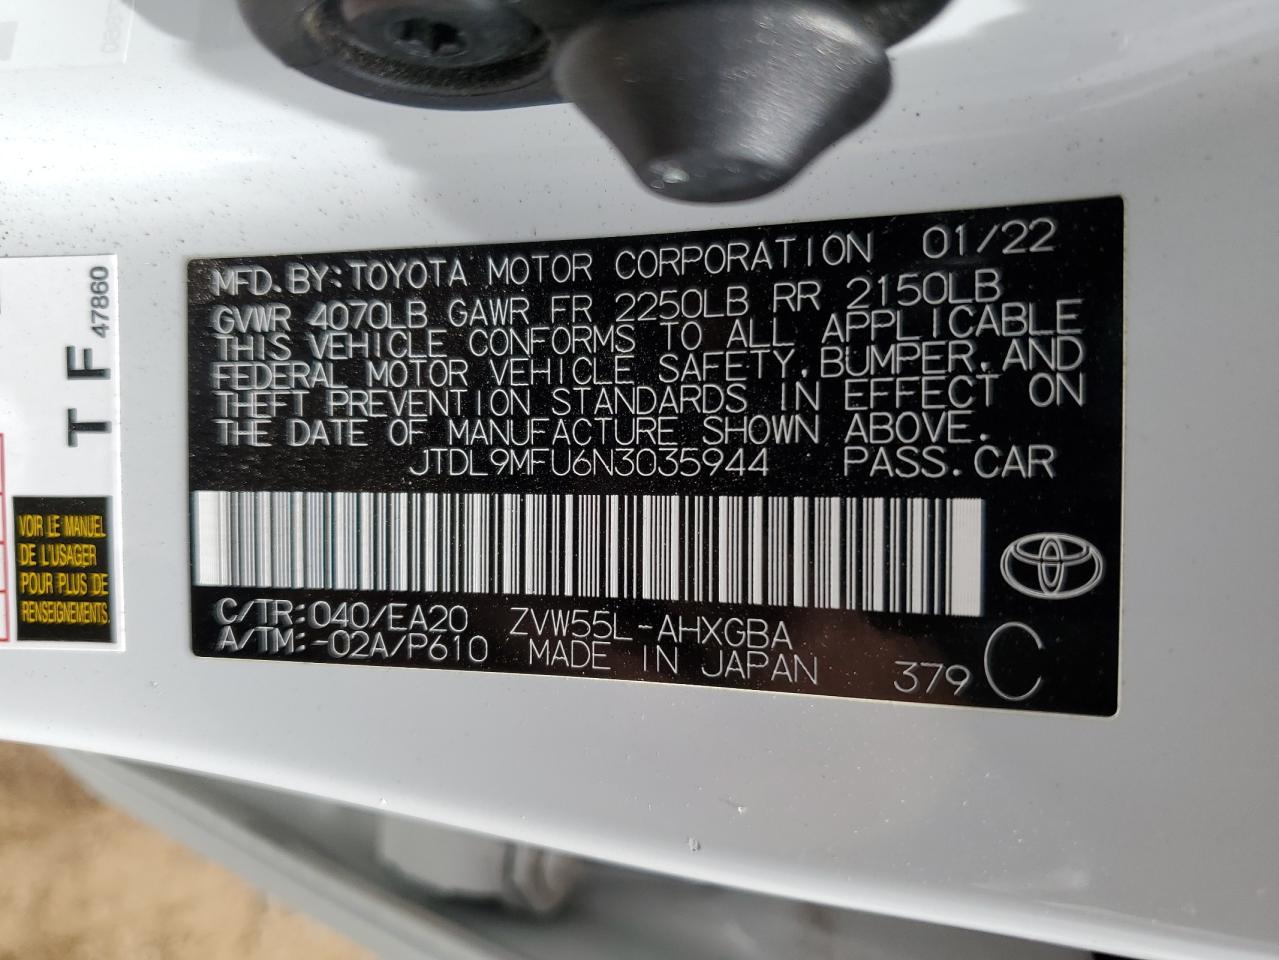 MFD.BY:TOYOTA MOTOR CORPORATION 01/22
GVWR 4070LB GAWR FR 2250LB RR 2150LB
THIS VEHICLE CONFORMS TO ALL APPLICABLE
FEDERAL MOTOR VEHICLE SAFETY,BUMPER,AND
THEFT PREVENTION STANDARDS IN EFFECT ON
THE DATE OF MANUFACTURE SHOWN ABOVE.
JTDL9MFU6N3035944 PASS.CAR
C/TR:040/EA20 ZVW55L-AHXGBA
A/TM:-02A/P610 MADE IN JAPAN 379 C
T F 47860
VOIR LE MANUEL
DE L'USAGER
POUR PLUS DE
RENSEIGNEMENTS.